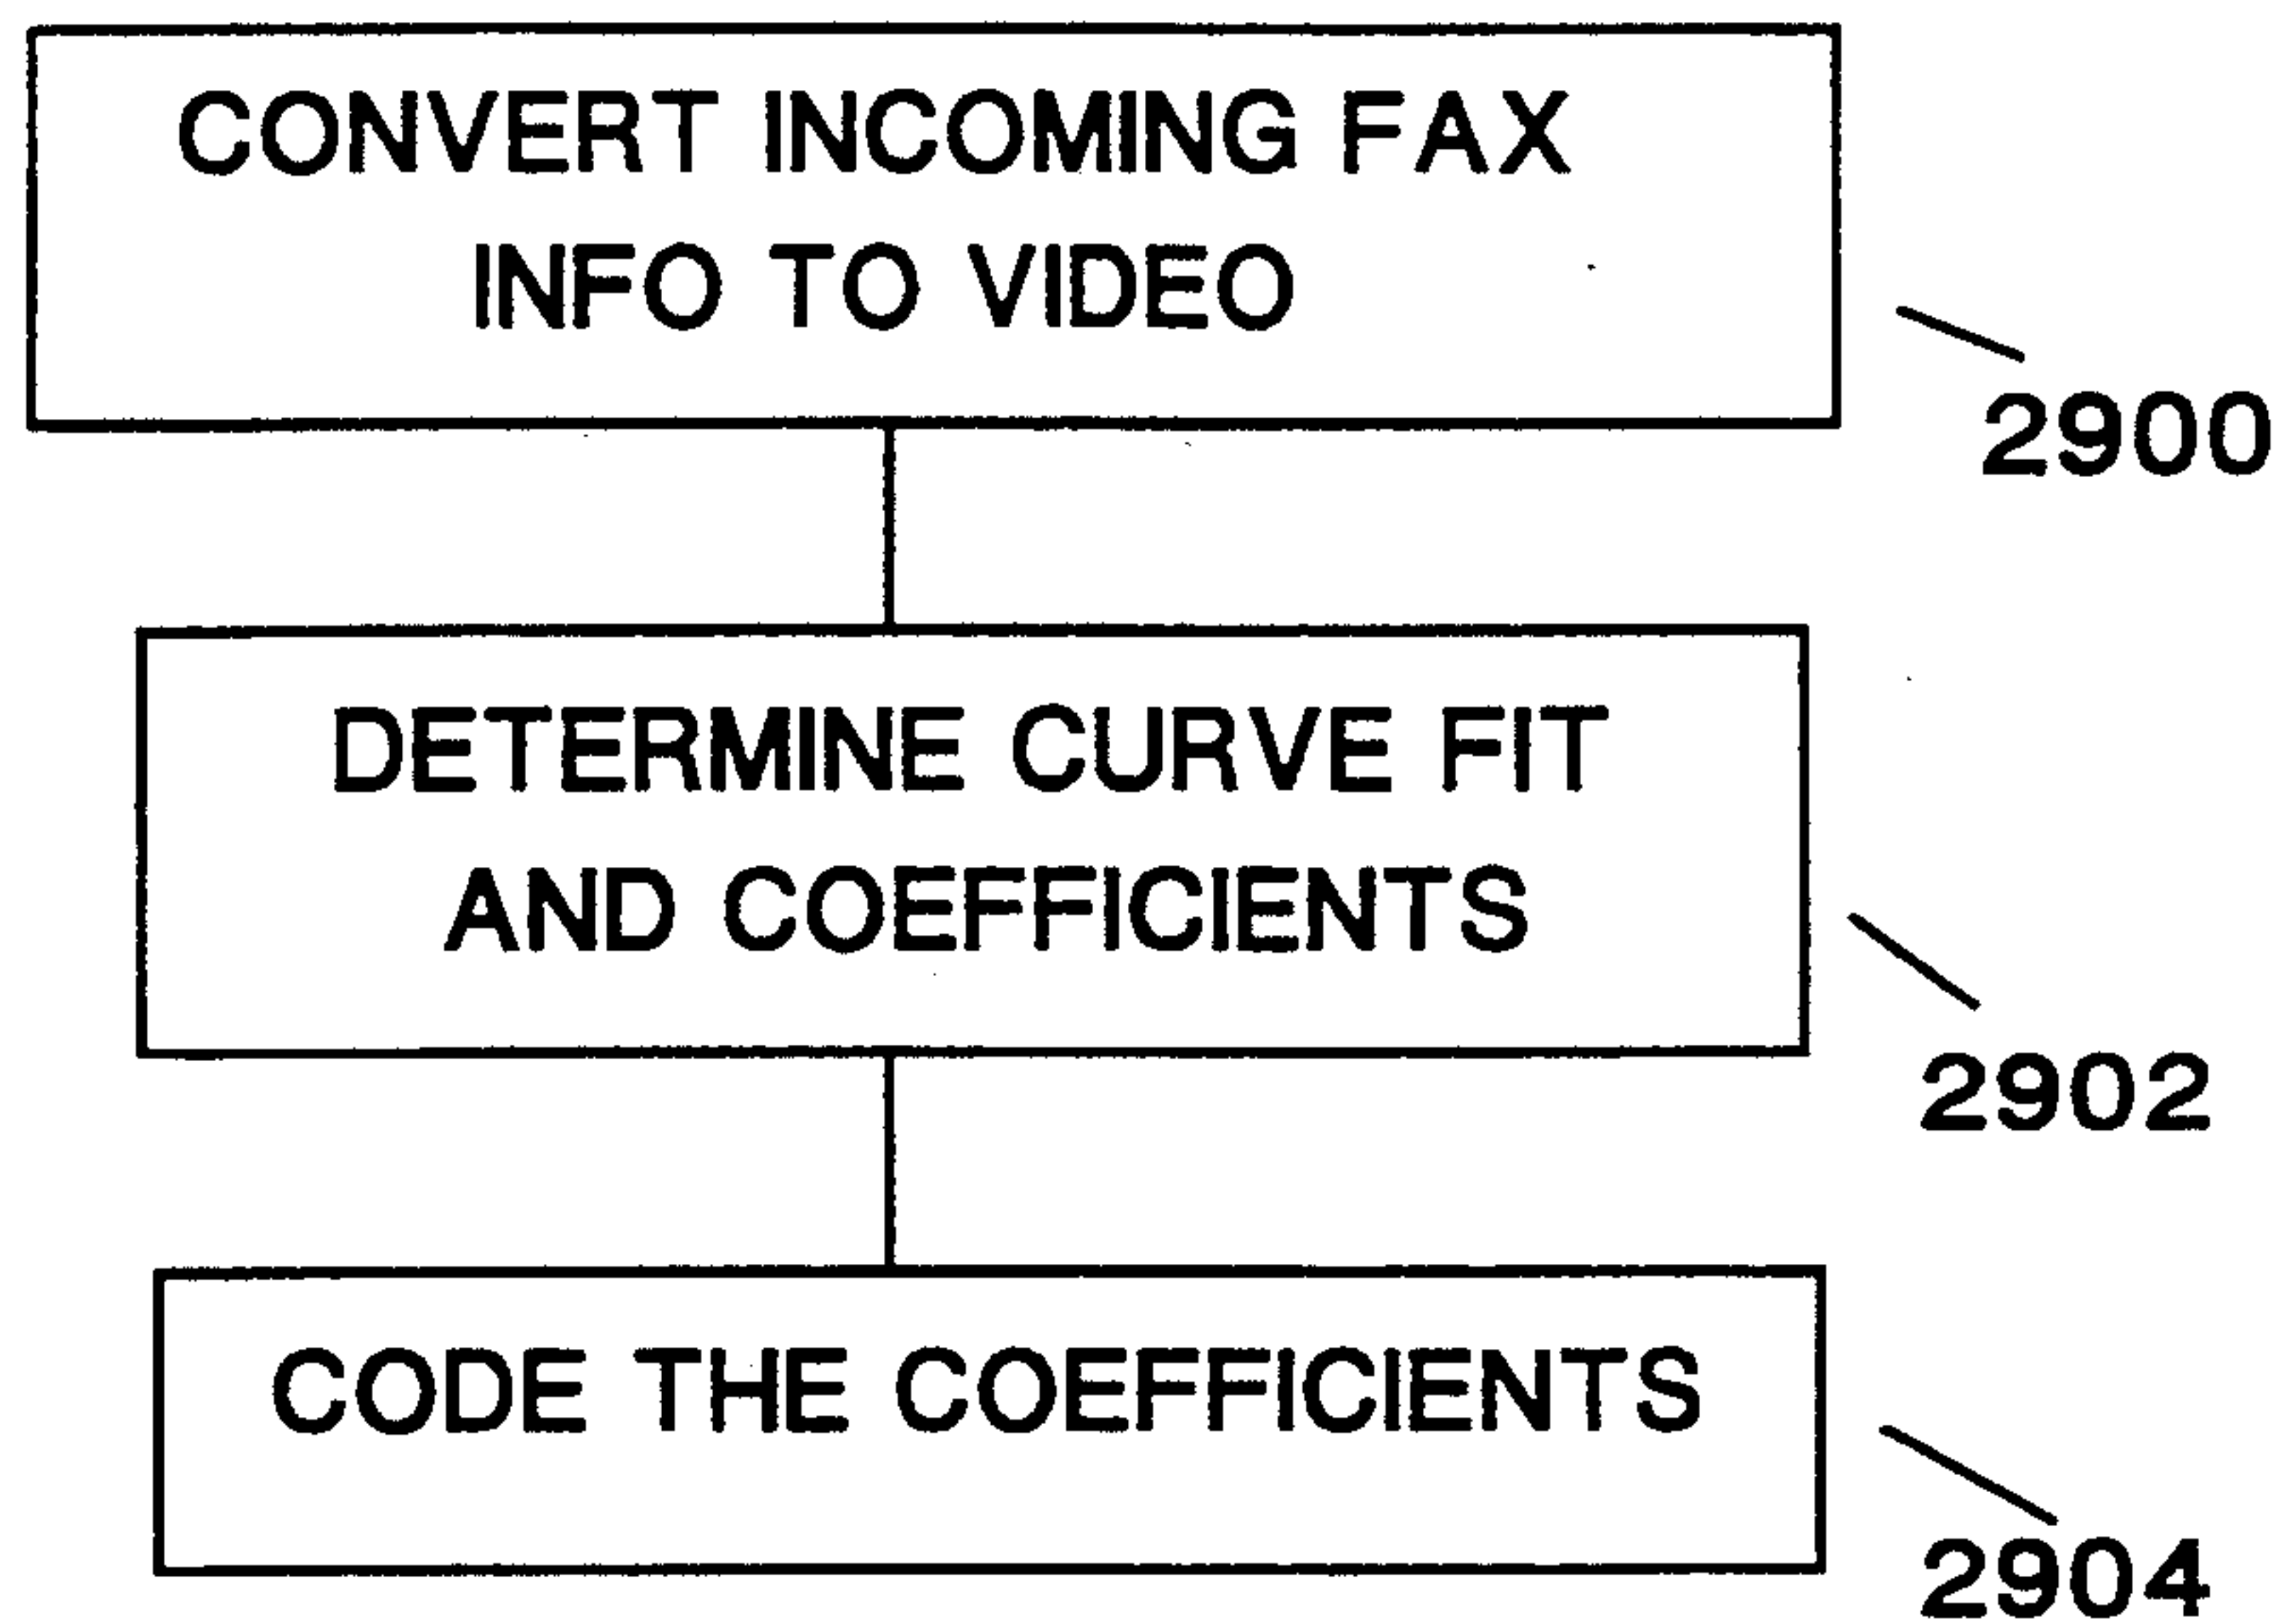 CONVERT INCOMING FAX
INFO TO VIDEO
2900
DETERMINE CURVE FIT
AND COEFFICIENTS
2902
CODE THE COEFFICIENTS
2904